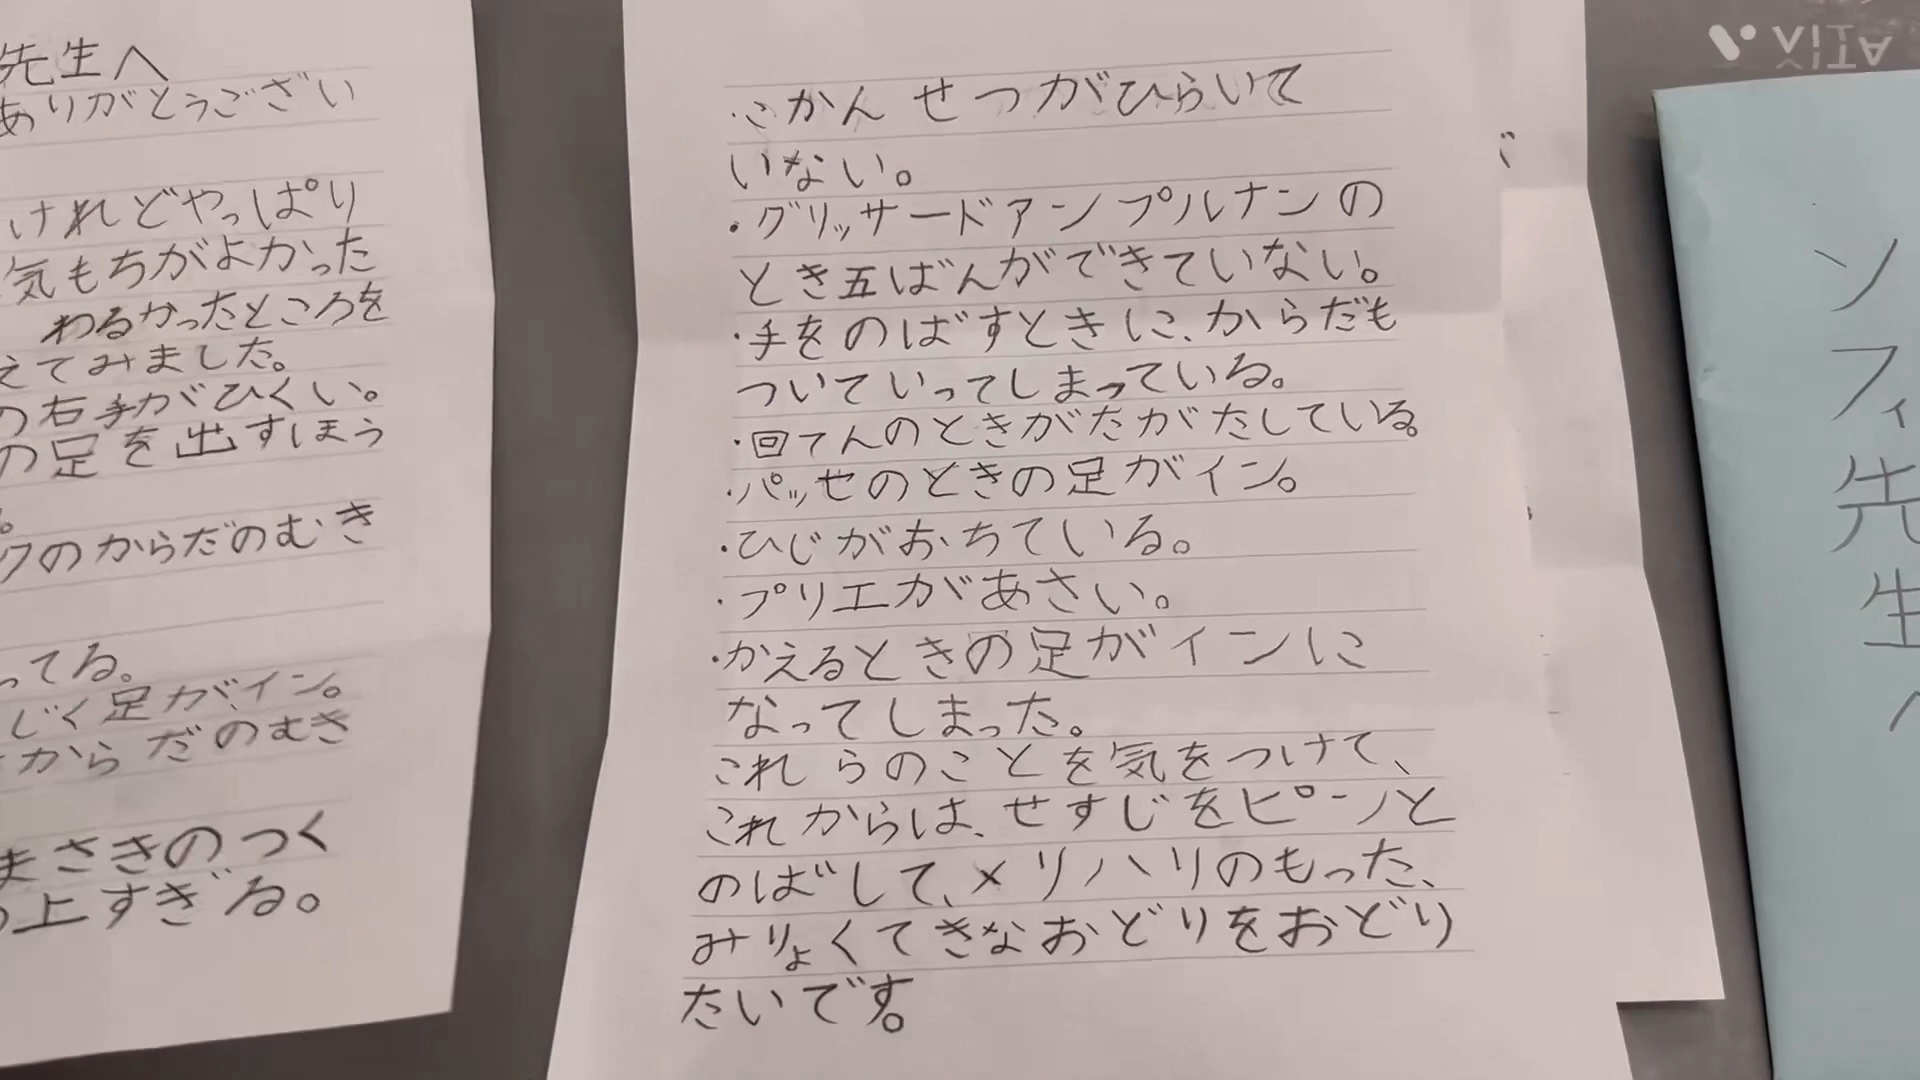 先生へ
ありがとうござい
けれどやっぱり
気もちがよかった
わるかったところを
えてみました。
の右手がひくい。
の足を出すほう
。
クのからだのむき
ってる。
じく足が、イン。
からだのむき
まさきのつく
上すぎる。
・こかんせつがひらいて
いない。
・グリッサードアンプルナンの
とき五ばんができていない。
・手をのばすときに、からだも
ついていってしまっている。
・回てんのときがたがたしている。
・パッセのときの足がイン。
・ひじがおちている。
・プリエがあさい。
・かえるときの足がインに
なってしまった。
これらのことを気をつけて、
これからは、せすじをピーンと
のばして、メリハリのもった、
みりょくてきなおどりをおどり
たいです。
VITA
ソフィ先生へ